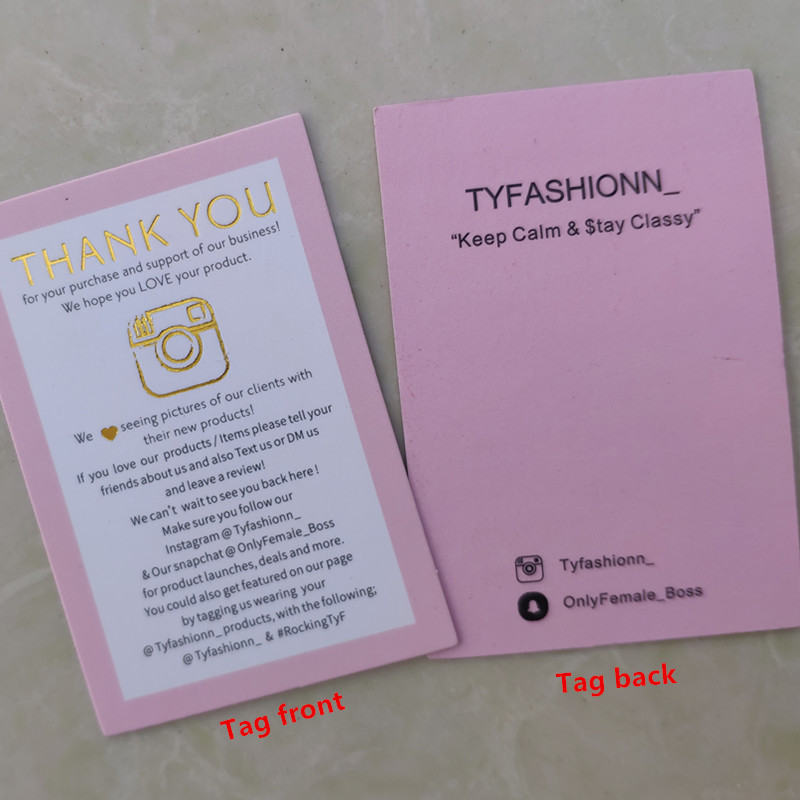 THANK YOU
for your purchase and support of our business!
We hope you LOVE your product.
We seeing pictures of our clients with
their new products!
If you love our products / Items please tell your
friends about us and also Text us or DM us
and leave a review!
We can't wait to see you back here !
Make sure you follow our
Instagram @ Tyfashionn_
& Our snapchat @ OnlyFemale_Boss
for product launches, deals and more.
You could also get featured on our page
by tagging us wearing your
@Tyfashionn_ products, with the following;
@Tyfashionn_ & #RockingTyF
Tag front
TYFASHIONN_
“Keep Calm & $tay Classy”
Tyfashionn_
OnlyFemale_Boss
Tag back